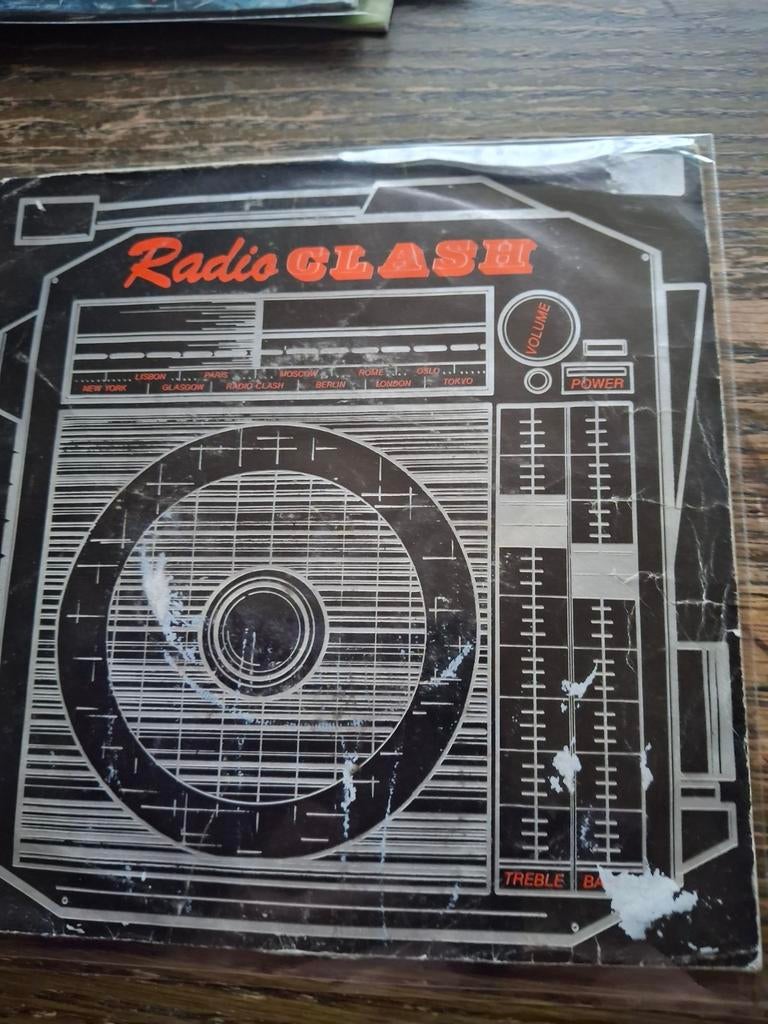 Radio CLASH
VOLUME
LISBON PARIS MOSCOW ROME OSLO
NEW YORK GLASGOW RADIO CLASH BERLIN LONDON TOKYO
POWER
TREBLE